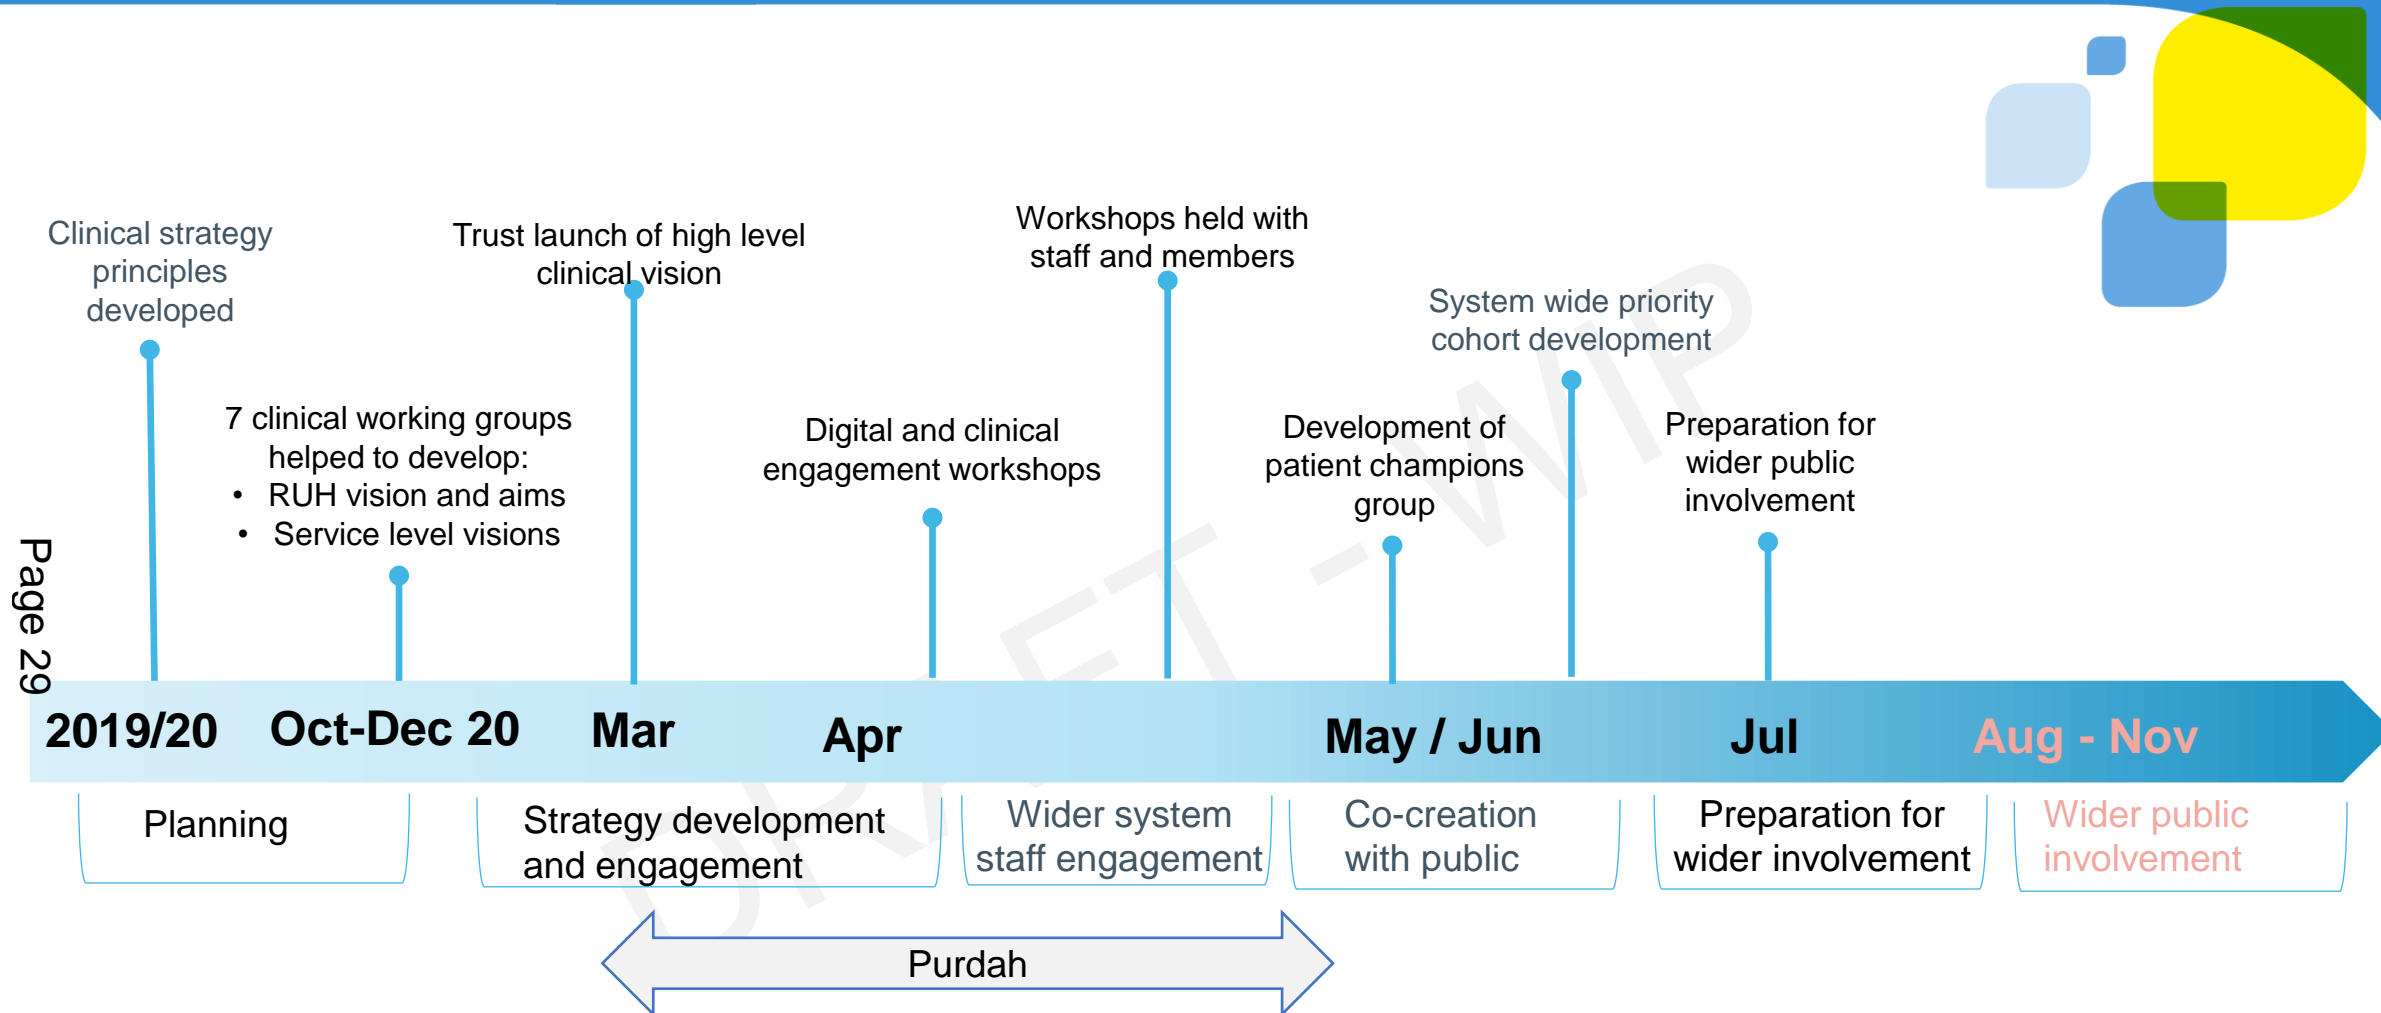 Clinical strategy
principles
developed
Trust launch of high level
clinical vision
Workshops held with
staff and members
System wide priority
cohort development
7 clinical working groups
helped to develop:
• RUH vision and aims
• Service level visions
Digital and clinical
engagement workshops
Development of
patient champions
group
Preparation for
wider public
involvement
Page 29
DRAFT - WIP
2019/20
Oct-Dec 20
Mar
Apr
May / Jun
Jul
Aug - Nov
Planning
Strategy development
and engagement
Wider system
staff engagement
Co-creation
with public
Preparation for
wider involvement
Wider public
involvement
Purdah